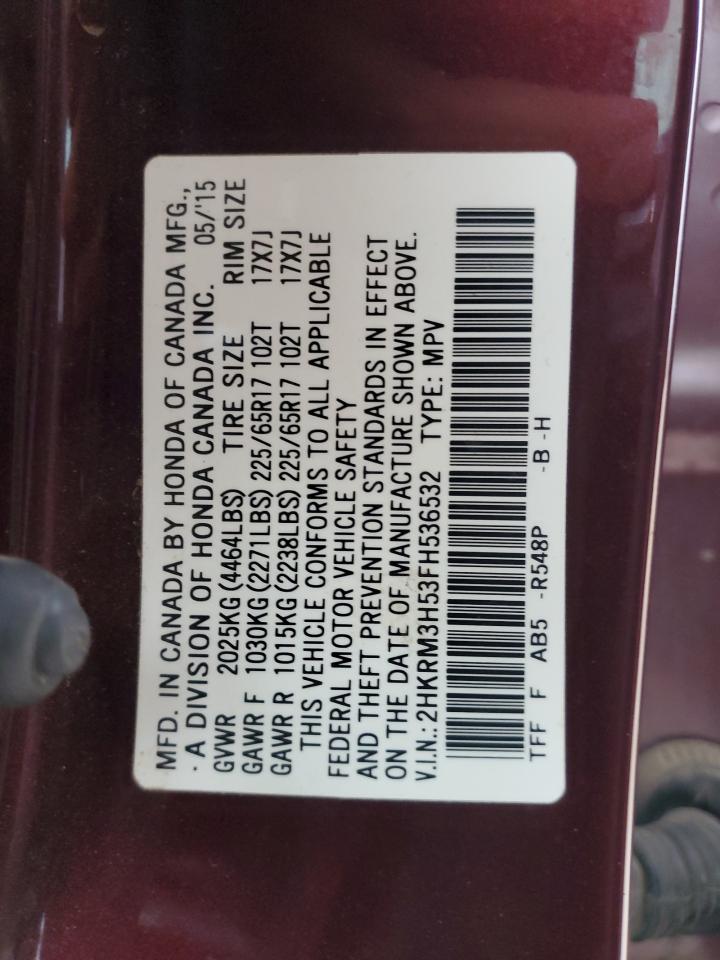 MFD. IN CANADA BY HONDA OF CANADA MFG.,
· A DIVISION OF HONDA CANADA INC. 05/'15
GVWR 2025KG (4464LBS) TIRE SIZE RIM SIZE
GAWR F 1030KG (2271LBS) 225/65R17 102T 17X7J
GAWR R 1015KG (2238LBS) 225/65R17 102T 17X7J
THIS VEHICLE CONFORMS TO ALL APPLICABLE
FEDERAL MOTOR VEHICLE SAFETY
AND THEFT PREVENTION STANDARDS IN EFFECT
ON THE DATE OF MANUFACTURE SHOWN ABOVE.
V.I.N.: 2HKRM3H53FH536532 TYPE: MPV
TFF F AB5 -R548P -B -H